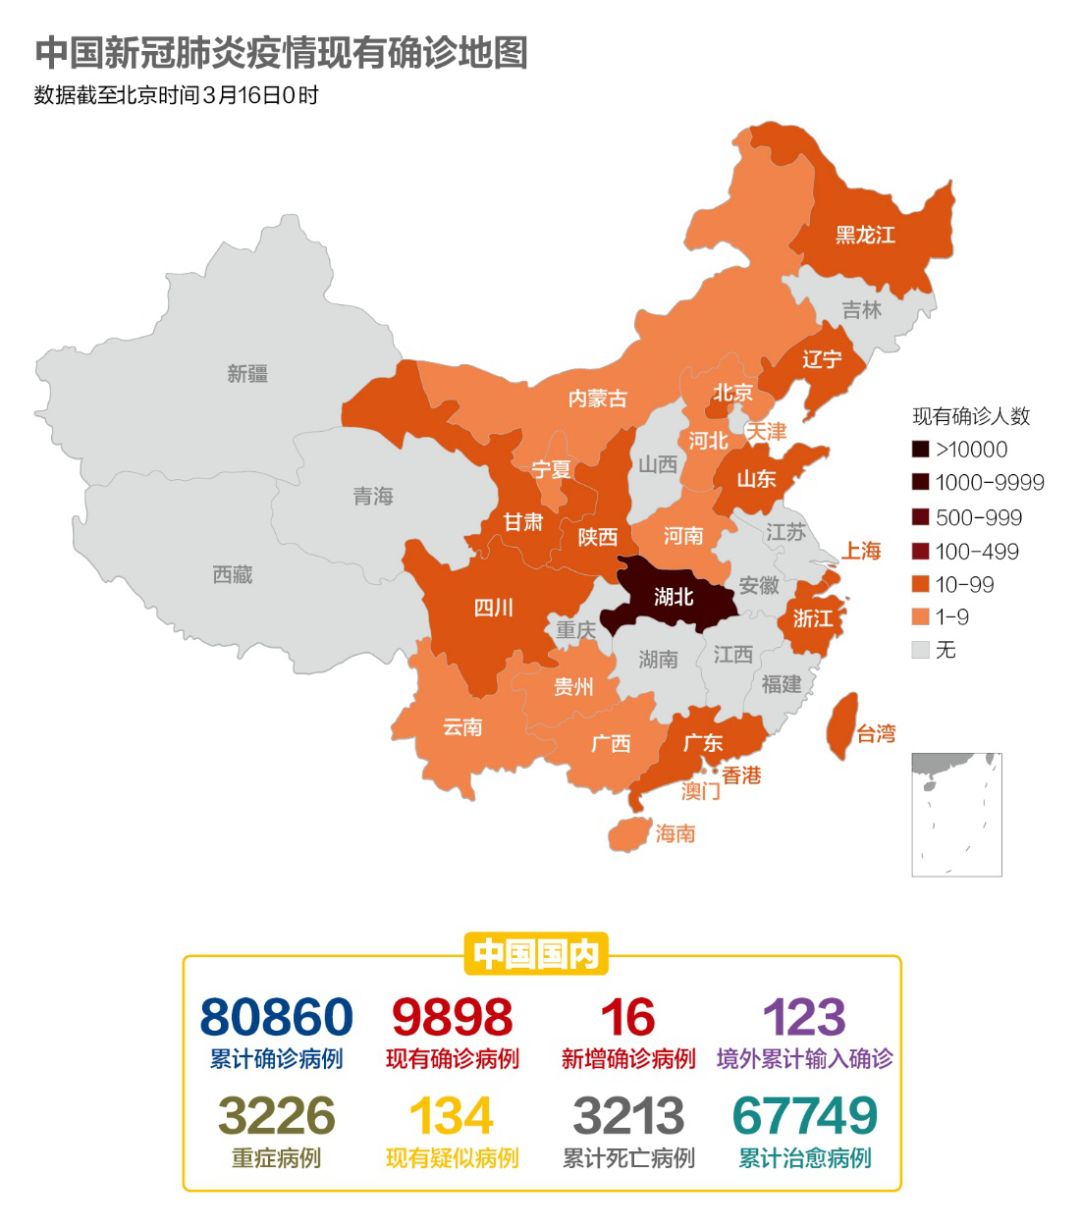 中国新冠肺炎疫情现有确诊地图
数据截至北京时间3月16日0时
黑龙江
吉林
辽宁
新疆
内蒙古
北京
天津
河北
山西
宁夏
山东
青海
甘肃
陕西
河南
江苏
上海
西藏
安徽
四川
湖北
浙江
重庆
湖南
江西
福建
贵州
云南
广西
广东
台湾
香港
澳门
海南
现有确诊人数
>10000
1000-9999
500-999
100-499
10-99
1-9
无
中国国内
80860 9898 16 123
累计确诊病例 现有确诊病例 新增确诊病例 境外累计输入确诊
3226 134 3213 67749
重症病例 现有疑似病例 累计死亡病例 累计治愈病例